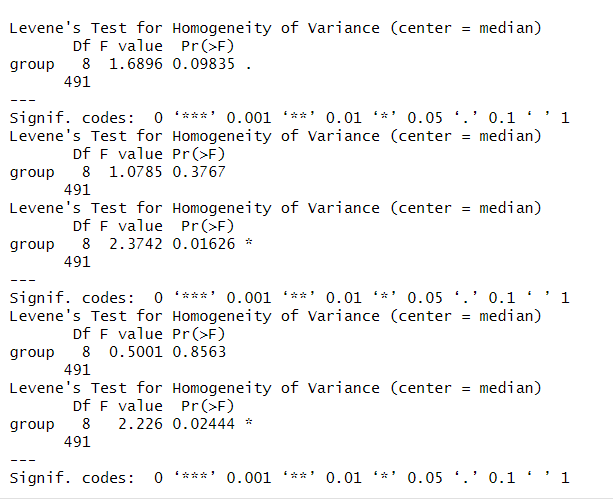 Levene's Test for Homogeneity of Variance (center = median)
       Df F value  Pr(>F)
group   8  1.6896 0.09835 .
      491
---
Signif. codes:  0 ‘***’ 0.001 ‘**’ 0.01 ‘*’ 0.05 ‘.’ 0.1 ‘ ’ 1
Levene's Test for Homogeneity of Variance (center = median)
       Df F value Pr(>F)
group   8  1.0785 0.3767
      491
Levene's Test for Homogeneity of Variance (center = median)
       Df F value  Pr(>F)
group   8  2.3742 0.01626 *
      491
---
Signif. codes:  0 ‘***’ 0.001 ‘**’ 0.01 ‘*’ 0.05 ‘.’ 0.1 ‘ ’ 1
Levene's Test for Homogeneity of Variance (center = median)
       Df F value Pr(>F)
group   8  0.5001 0.8563
      491
Levene's Test for Homogeneity of Variance (center = median)
       Df F value  Pr(>F)
group   8   2.226 0.02444 *
      491
---
Signif. codes:  0 ‘***’ 0.001 ‘**’ 0.01 ‘*’ 0.05 ‘.’ 0.1 ‘ ’ 1